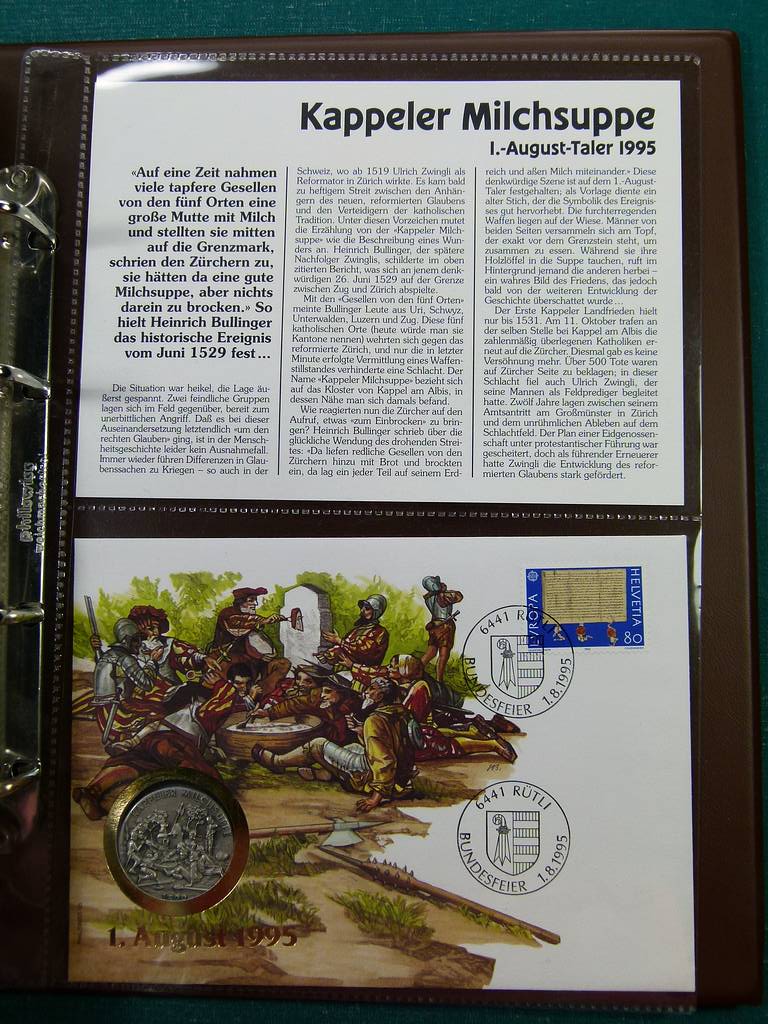 Kappeler Milchsuppe
1.-August-Taler 1995
«Auf eine Zeit nahmen
viele tapfere Gesellen
von den fünf Orten eine
große Mutte mit Milch
und stellten sie mitten
auf die Grenzmark,
schrien den Zürchern zu,
sie hätten da eine gute
Milchsuppe, aber nichts
darein zu brocken.» So
hielt Heinrich Bullinger
das historische Ereignis
vom Juni 1529 fest ...
Die Situation war heikel, die Lage äu-
ßerst gespannt. Zwei feindliche Gruppen
lagen sich im Feld gegenüber, bereit zum
unerbittlichen Angriff. Daß es bei dieser
Auseinandersetzung letztendlich «um den
rechten Glauben» ging, ist in der Mensch-
heitsgeschichte leider kein Ausnahmefall.
Immer wieder führen Differenzen in Glau-
benssachen zu Kriegen – so auch in der
Schweiz, wo ab 1519 Ulrich Zwingli als
Reformator in Zürich wirkte. Es kam bald
zu heftigem Streit zwischen den Anhän-
gern des neuen, reformierten Glaubens
und den Verteidigern der katholischen
Tradition. Unter diesen Vorzeichen mutet
die Erzählung von der «Kappeler Milch-
suppe» wie die Beschreibung eines Wun-
ders an. Heinrich Bullinger, der spätere
Nachfolger Zwinglis, schilderte im oben
zitierten Bericht, was sich an jenem denk-
würdigen 26. Juni 1529 auf der Grenze
zwischen Zug und Zürich abspielte.
Mit den «Gesellen von den fünf Orten»
meinte Bullinger Leute aus Uri, Schwyz,
Unterwalden, Luzern und Zug. Diese fünf
katholischen Orte (heute würde man sie
Kantone nennen) wehrten sich gegen das
reformierte Zürich, und nur die in letzter
Minute erfolgte Vermittlung eines Waffen-
stillstandes verhinderte eine Schlacht. Der
Name «Kappeler Milchsuppe» bezieht sich
auf das Kloster von Kappel am Albis, in
dessen Nähe man sich damals befand.
Wie reagierten nun die Zürcher auf den
Aufruf, etwas «zum Einbrocken» zu brin-
gen? Heinrich Bullinger schrieb über die
glückliche Wendung des drohenden Strei-
tes: «Da liefen redliche Gesellen von den
Zürchern hinzu mit Brot und brockten
ein, da lag ein jeder Teil auf seinem Erd-
reich und aßen Milch miteinander.» Diese
denkwürdige Szene ist auf dem 1.-August-
Taler festgehalten; als Vorlage diente ein
alter Stich, der die Symbolik des Ereignis-
ses gut hervorhebt. Die furchterregenden
Waffen liegen auf der Wiese. Männer von
beiden Seiten versammeln sich am Topf,
der exakt vor dem Grenzstein steht, um
zusammen zu essen. Während sie ihre
Holzlöffel in die Suppe tauchen, ruft im
Hintergrund jemand die anderen herbei –
ein wahres Bild des Friedens, das jedoch
bald von der weiteren Entwicklung der
Geschichte überschattet wurde ...
Der Erste Kappeler Landfrieden hielt
nur bis 1531. Am 11. Oktober trafen an
der selben Stelle bei Kappel am Albis die
zahlenmäßig überlegenen Katholiken er-
neut auf die Zürcher. Diesmal gab es keine
Versöhnung mehr. Über 500 Tote waren
auf Zürcher Seite zu beklagen; in dieser
Schlacht fiel auch Ulrich Zwingli, der
seine Mannen als Feldprediger begleitet
hatte. Zwölf Jahre lagen zwischen seinem
Amtsantritt am Großmünster in Zürich
und dem unrühmlichen Ableben auf dem
Schlachtfeld. Der Plan einer Eidgenossen-
schaft unter protestantischer Führung war
gescheitert, doch als führender Erneuerer
hatte Zwingli die Entwicklung des refor-
mierten Glaubens stark gefördert.
EUROPA
HELVETIA
80
6441 RÜTLI
BUNDESFEIER 1.8.1995
6441 RÜTLI
BUNDESFEIER 1.8.1995
KAPPELER MILCHSUPPE
1. August 1995